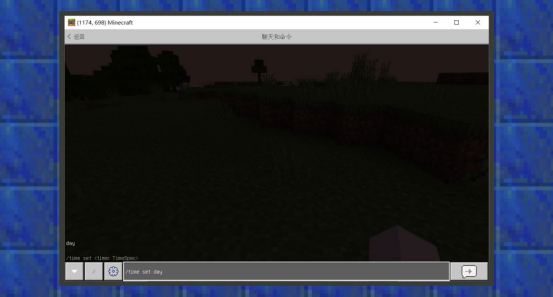 (1174, 698) Minecraft
< 返回
聊天和命令
day
/time set <time: TimeSpec>
/time set day